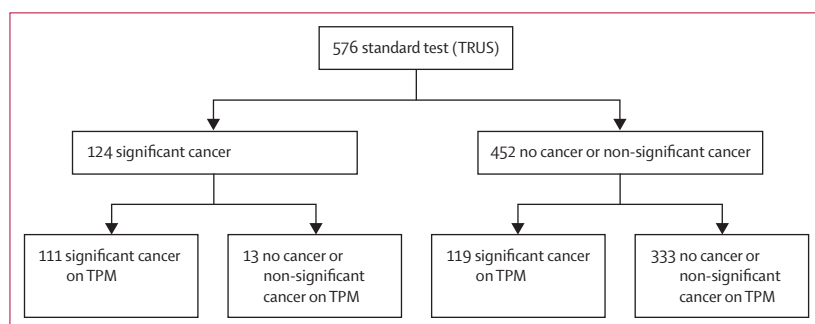 576 standard test (TRUS)
124 significant cancer
452 no cancer or non-significant cancer
111 significant cancer
on TPM
13 no cancer or
non-significant
cancer on TPM
119 significant cancer
on TPM
333 no cancer or
non-significant
cancer on TPM